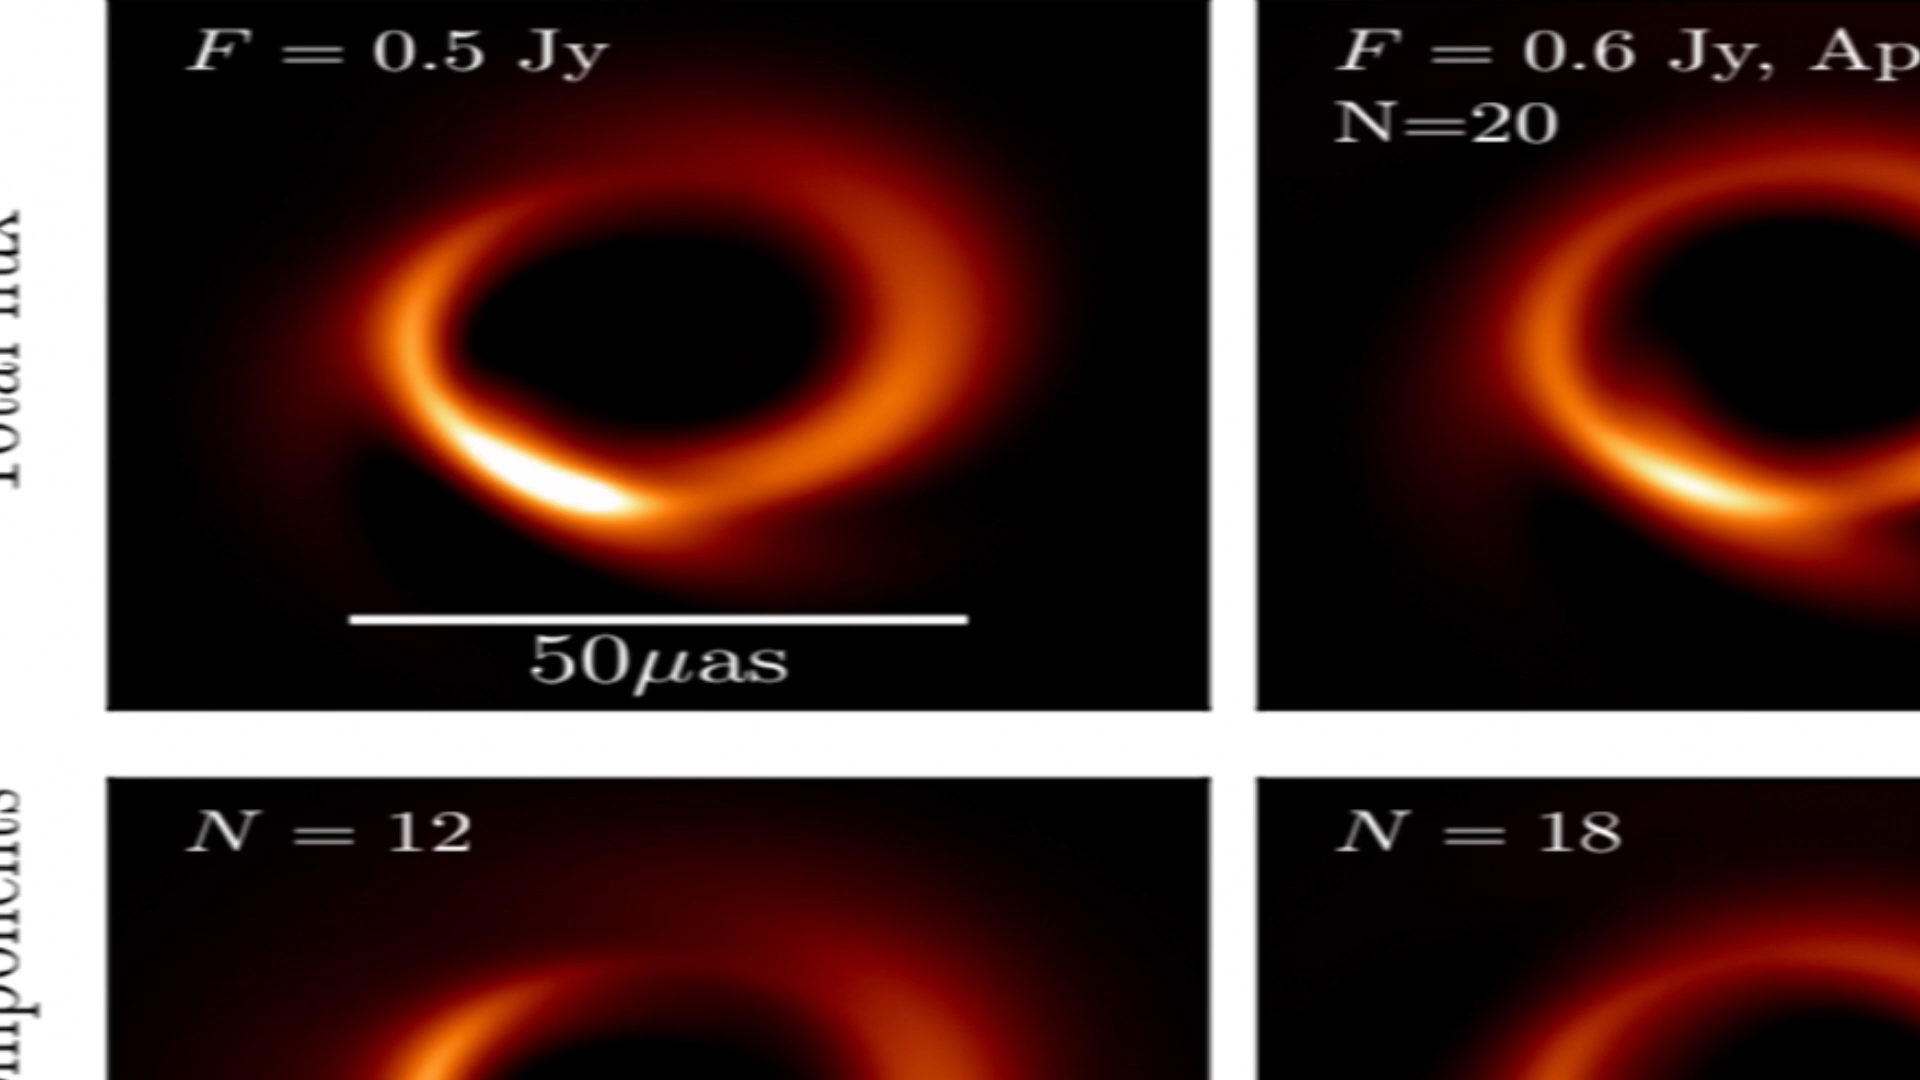 F = 0.5 Jy
F = 0.6 Jy, Ap
N=20
50μas
N = 12
N = 18